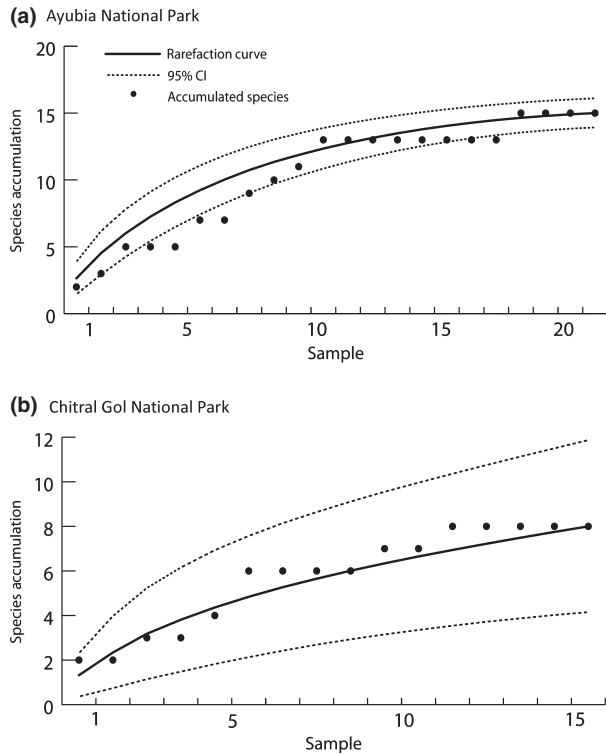 (a) Ayubia National Park
Rarefaction curve
95% CI
Accumulated species
Species accumulation
20
15
10
5
0
1 5 10 15 20
Sample
(b) Chitral Gol National Park
Species accumulation
12
10
8
6
4
2
0
1 5 10 15
Sample